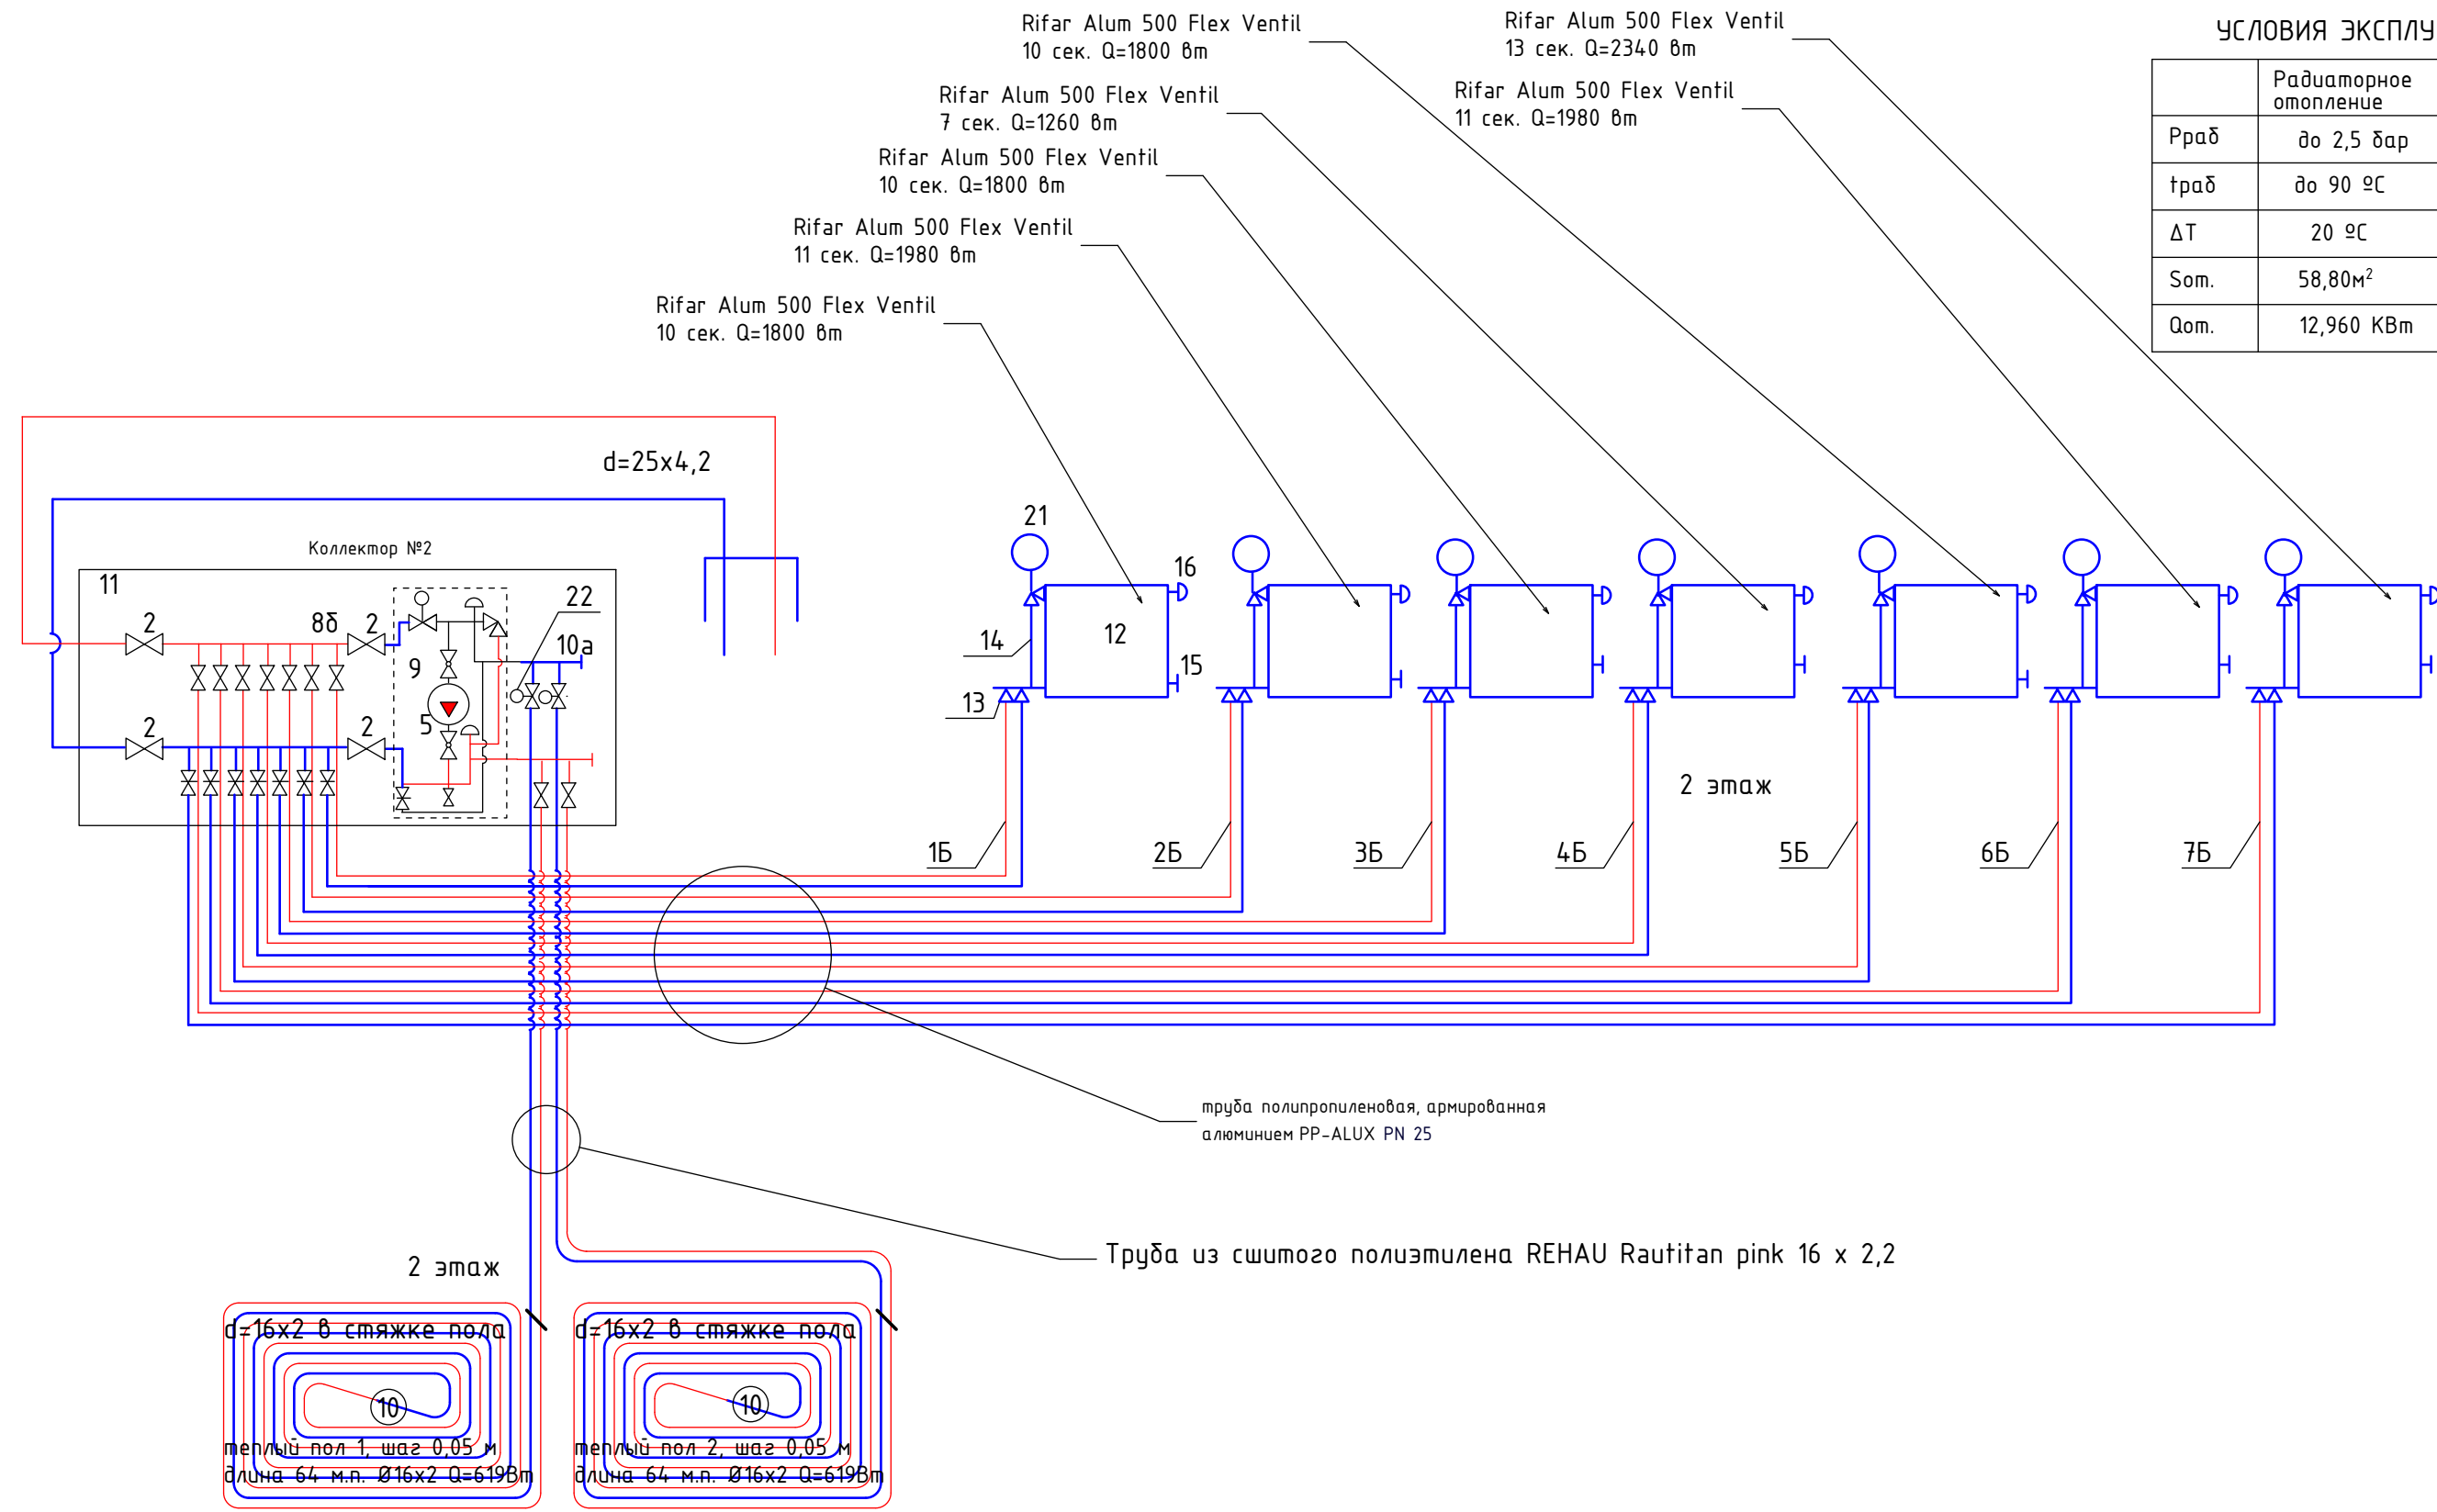 Rifar Alum 500 Flex Ventil
10 сек. Q=1800 вт
Rifar Alum 500 Flex Ventil
13 сек. Q=2340 вт
Rifar Alum 500 Flex Ventil
7 сек. Q=1260 вт
Rifar Alum 500 Flex Ventil
11 сек. Q=1980 вт
Rifar Alum 500 Flex Ventil
10 сек. Q=1800 вт
Rifar Alum 500 Flex Ventil
11 сек. Q=1980 вт
Rifar Alum 500 Flex Ventil
10 сек. Q=1800 вт
УСЛОВИЯ ЭКСПЛУ
Радиаторное
отопление
Pраб до 2,5 бар
tраб до 90 ºC
ΔT 20 ºC
Sот. 58,80м²
Qот. 12,960 КВт
d=25x4,2
Коллектор №2
11
2
8б
2
22
10а
9
5
2
2
21
16
14
12
15
13
2 этаж
1Б
2Б
3Б
4Б
5Б
6Б
7Б
труба полипропиленовая, армированная
алюминием PP-ALUX PN 25
Труба из сшитого полиэтилена REHAU Rautitan pink 16 x 2,2
2 этаж
d=16x2 в стяжке пола
10
теплый пол 1, шаг 0,05 м
длина 64 м.п. Ø16x2 Q=619Вт
d=16x2 в стяжке пола
10
теплый пол 2, шаг 0,05 м
длина 64 м.п. Ø16x2 Q=619Вт